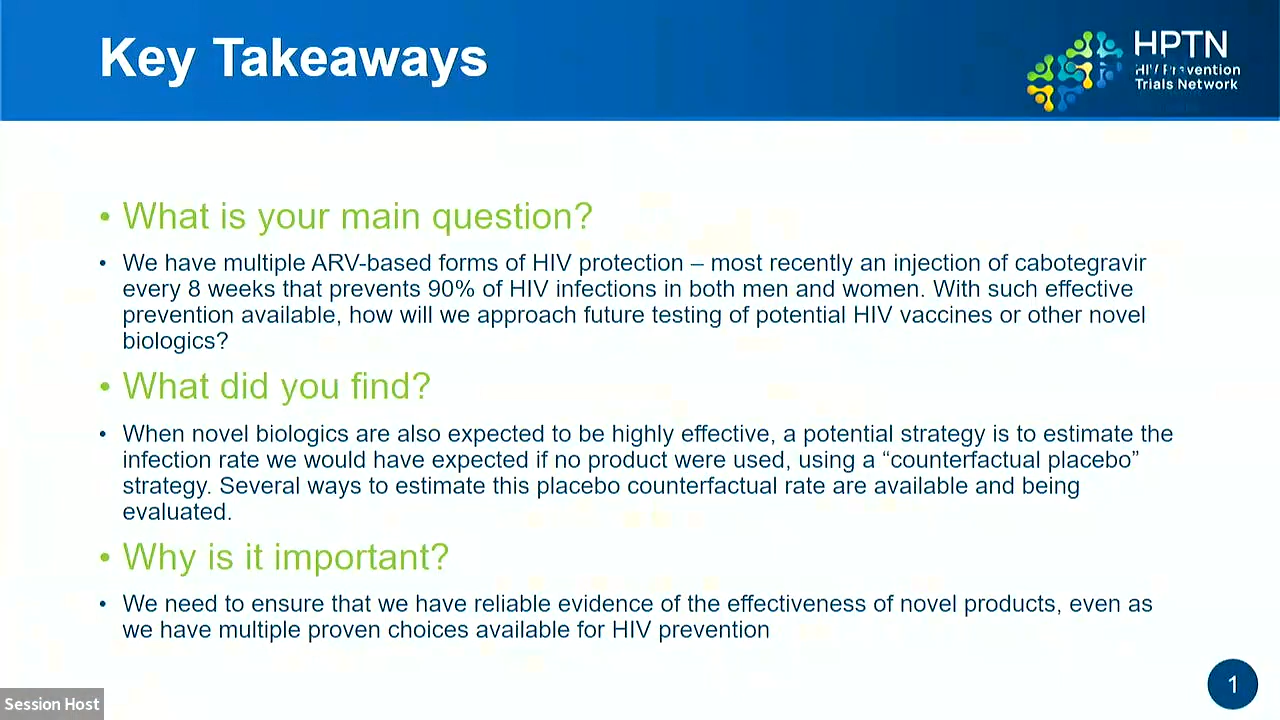 Key Takeaways
HPTN
HIV Prevention
Trials Network
• What is your main question?
• We have multiple ARV-based forms of HIV protection – most recently an injection of cabotegravir
every 8 weeks that prevents 90% of HIV infections in both men and women. With such effective
prevention available, how will we approach future testing of potential HIV vaccines or other novel
biologics?
• What did you find?
• When novel biologics are also expected to be highly effective, a potential strategy is to estimate the
infection rate we would have expected if no product were used, using a “counterfactual placebo”
strategy. Several ways to estimate this placebo counterfactual rate are available and being
evaluated.
• Why is it important?
• We need to ensure that we have reliable evidence of the effectiveness of novel products, even as
we have multiple proven choices available for HIV prevention
1
Session Host